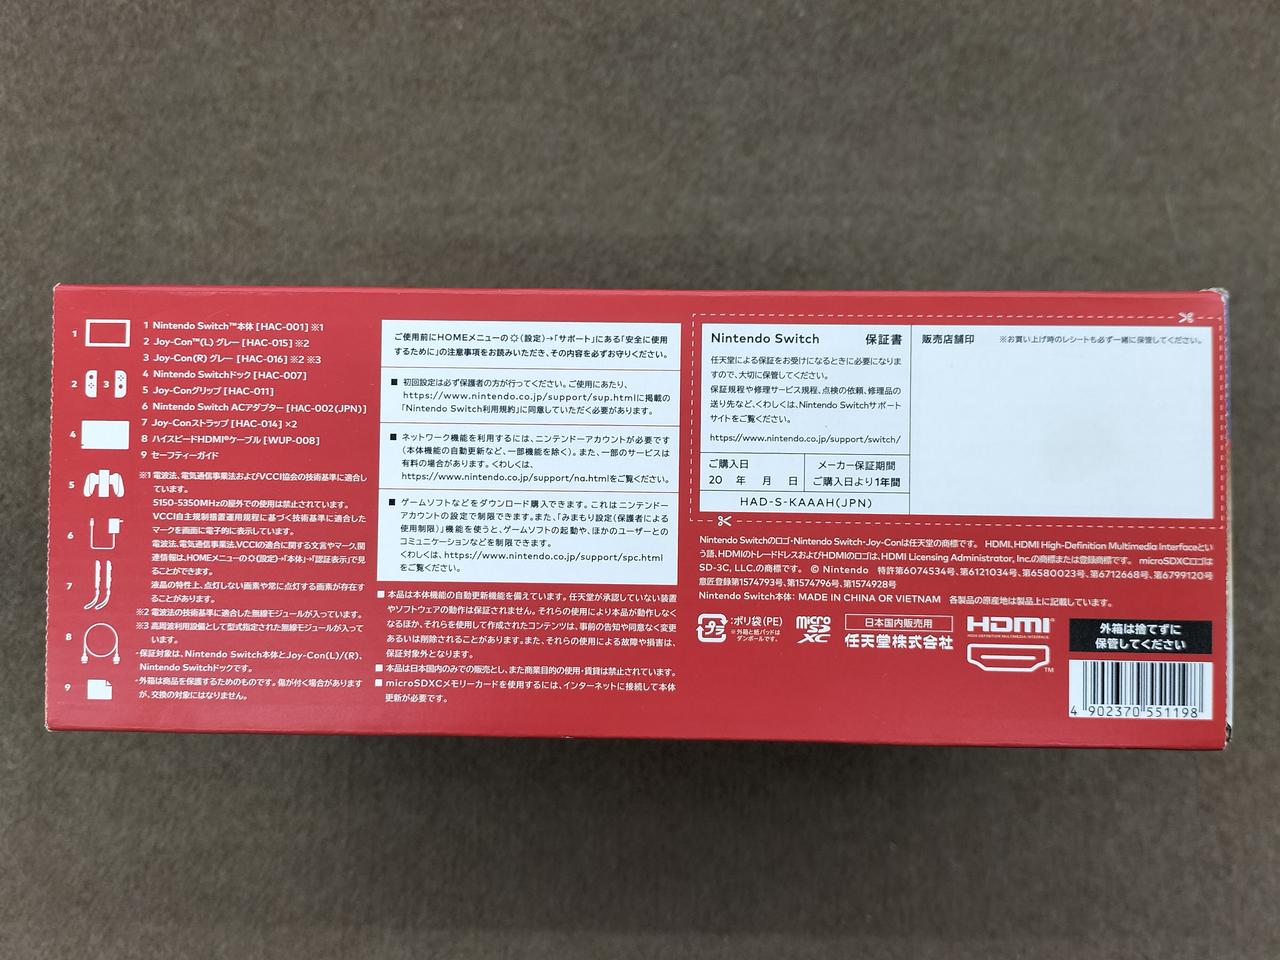 1 Nintendo Switch™本体 [HAC-001] ※1
2 Joy-Con™(L) グレー [HAC-015] ※2
3 Joy-Con(R) グレー [HAC-016] ※2 ※3
4 Nintendo Switchドック [HAC-007]
5 Joy-Conグリップ [HAC-011]
6 Nintendo Switch ACアダプター [HAC-002(JPN)]
7 Joy-Conストラップ [HAC-014] ×2
8 ハイスピードHDMI®ケーブル [WUP-008]
9 セーフティーガイド
1
2
3
4
5
6
7
8
9
※1 電波法、電気通信事業法およびVCCI協会の技術基準に適合し
ています。
5150-5350MHzの屋外での使用は禁止されています。
VCCI自主規制措置運用規程に基づく技術基準に適合した
マークを画面に電子的に表示しています。
電波法、電気通信事業法、VCCIの適合に関する文言やマーク、関
連情報は、HOMEメニューの(設定)→「本体」→「認証表示」で見
ることができます。
液晶の特性上、点灯しない画素や常に点灯する画素が存在す
ることがあります。
※2 電波法の技術基準に適合した無線モジュールが入っています。
※3 高周波利用設備として型式指定された無線モジュールが入って
います。
・保証対象は、Nintendo Switch本体とJoy-Con(L)/(R)、
Nintendo Switchドックです。
・外箱は商品を保護するためのものです。傷が付く場合があります
が、交換の対象にはなりません。
ご使用前にHOMEメニューの(設定)→「サポート」にある「安全に使用
するために」の注意事項をお読みいただき、その内容を必ずお守りください。
■ 初回設定は必ず保護者の方が行ってください。ご使用にあたり、
https://www.nintendo.co.jp/support/sup.htmlに掲載の
「Nintendo Switch利用規約」に同意していただく必要があります。
■ ネットワーク機能を利用するには、ニンテンドーアカウントが必要です
(本体機能の自動更新など、一部機能を除く)。また、一部のサービスは
有料の場合があります。くわしくは、
https://www.nintendo.co.jp/support/na.htmlをご覧ください。
■ ゲームソフトなどをダウンロード購入できます。これはニンテンドー
アカウントの設定で制限できます。また、「みまもり設定(保護者による
使用制限)」機能を使うと、ゲームソフトの起動や、ほかのユーザーとの
コミュニケーションなどを制限できます。
くわしくは、https://www.nintendo.co.jp/support/spc.html
をご覧ください。
■ 本品は本体機能の自動更新機能を備えています。任天堂が承認していない装置
やソフトウェアの動作は保証されません。それらの使用により本品が動作しなく
なるほか、それらを使用して作成されたコンテンツは、事前の告知や同意なく変更
あるいは削除されることがあります。また、それらの使用による故障や損害は、
保証対象外となります。
■ 本品は日本国内のみでの販売とし、また商業目的の使用・賃貸は禁止されています。
■ microSDXCメモリーカードを使用するには、インターネットに接続して本体
更新が必要です。
Nintendo Switch 保証書
任天堂による保証をお受けになるときに必要になりま
すので、大切に保管してください。
保証規程や修理サービス規程、点検の依頼、修理品の
送り先など、くわしくは、Nintendo Switchサポート
サイトをご覧ください。
https://www.nintendo.co.jp/support/switch/
ご購入日
20 年 月 日
メーカー保証期間
ご購入日より1年間
HAD-S-KAAAH(JPN)
販売店舗印 ※お買い上げ時のレシートも必ず一緒に保管してください。
Nintendo Switchのロゴ・Nintendo Switch・Joy-Conは任天堂の商標です。 HDMI、HDMI High-Definition Multimedia Interfaceとい
う語、HDMIのトレードドレスおよびHDMIのロゴは、HDMI Licensing Administrator, Inc.の商標または登録商標です。 microSDXCロゴは
SD-3C, LLC.の商標です。 © Nintendo 特許第6074534号、第6121034号、第6580023号、第6712668号、第6799120号
意匠登録第1574793号、第1574796号、第1574928号
Nintendo Switch本体: MADE IN CHINA OR VIETNAM 各製品の原産地は製品上に記載しています。
プラ
:ポリ袋(PE)
※外箱と紙パッドは
ダンボールです。
micro
SD
XC
日本国内販売用
任天堂株式会社
HDMI
HIGH-DEFINITION MULTIMEDIA INTERFACE
TM
外箱は捨てずに
保管してください
4 902370 551198